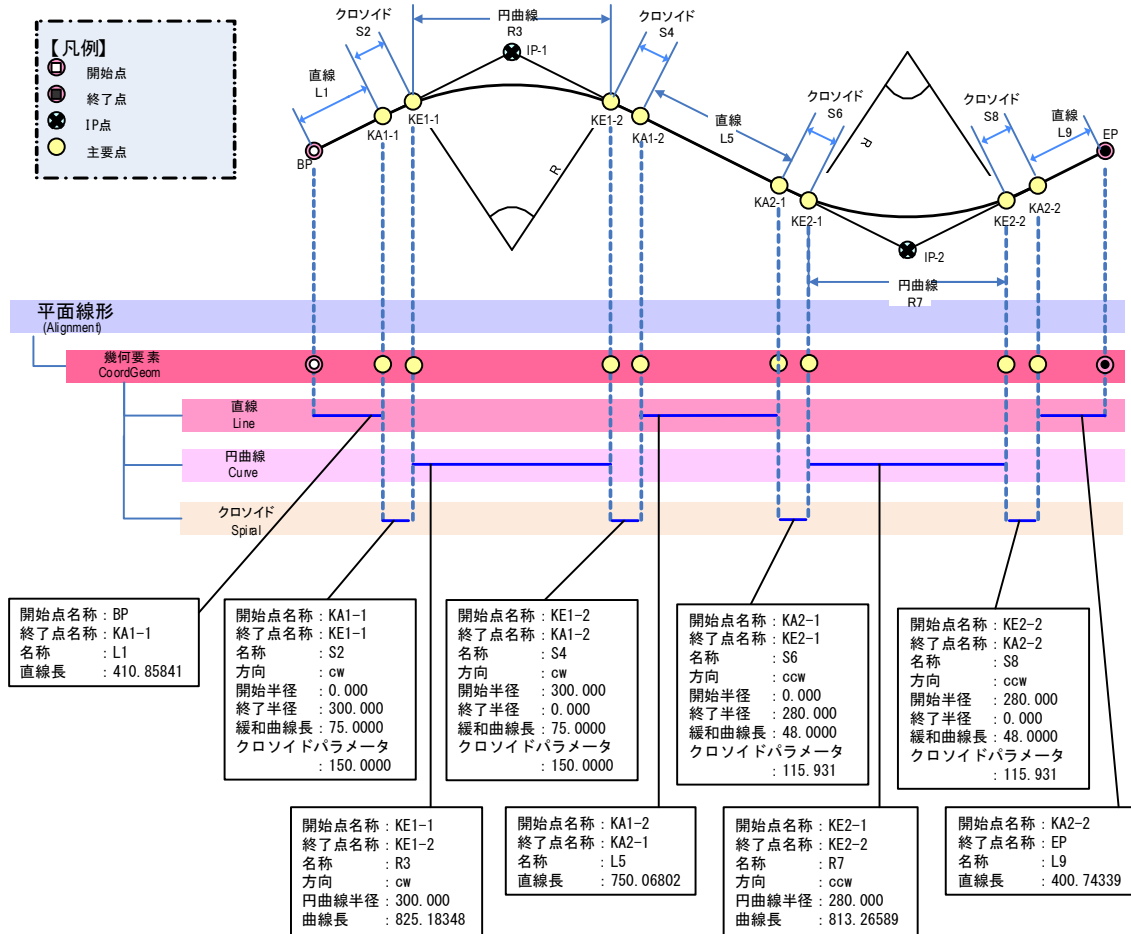 【凡例】
開始点
終了点
IP点
主要点
クロソイド
S2
円曲線
R3
クロソイド
S4
直線
L1
IP-1
BP
KA1-1
KE1-1
KE1-2
KA1-2
R
直線
L5
クロソイド
S6
R
クロソイド
S8
直線
L9
EP
KA2-1
KE2-1
IP-2
KE2-2
KA2-2
円曲線
R7
平面線形
(Alignment)
幾何要素
CoordGeom
直線
Line
円曲線
Curve
クロソイド
Spiral
開始点名称：BP
終了点名称：KA1-1
名称　　　：L1
直線長　　：410.85841
開始点名称：KA1-1
終了点名称：KE1-1
名称　　　：S2
方向　　　：cw
開始半径　：0.000
終了半径　：300.000
緩和曲線長：75.0000
クロソイドパラメータ
：150.0000
開始点名称：KE1-2
終了点名称：KA1-2
名称　　　：S4
方向　　　：cw
開始半径　：300.000
終了半径　：0.000
緩和曲線長：75.0000
クロソイドパラメータ
：150.0000
開始点名称：KA2-1
終了点名称：KE2-1
名称　　　：S6
方向　　　：ccw
開始半径　：0.000
終了半径　：280.000
緩和曲線長：48.0000
クロソイドパラメータ
：115.931
開始点名称：KE2-2
終了点名称：KA2-2
名称　　　：S8
方向　　　：ccw
開始半径　：280.000
終了半径　：0.000
緩和曲線長：48.0000
クロソイドパラメータ
：115.931
開始点名称：KE1-1
終了点名称：KE1-2
名称　　　：R3
方向　　　：cw
円曲線半径：300.000
曲線長　　：825.18348
開始点名称：KA1-2
終了点名称：KA2-1
名称　　　：L5
直線長　　：750.06802
開始点名称：KE2-1
終了点名称：KE2-2
名称　　　：R7
方向　　　：ccw
円曲線半径：280.000
曲線長　　：813.26589
開始点名称：KA2-2
終了点名称：EP
名称　　　：L9
直線長　　：400.74339